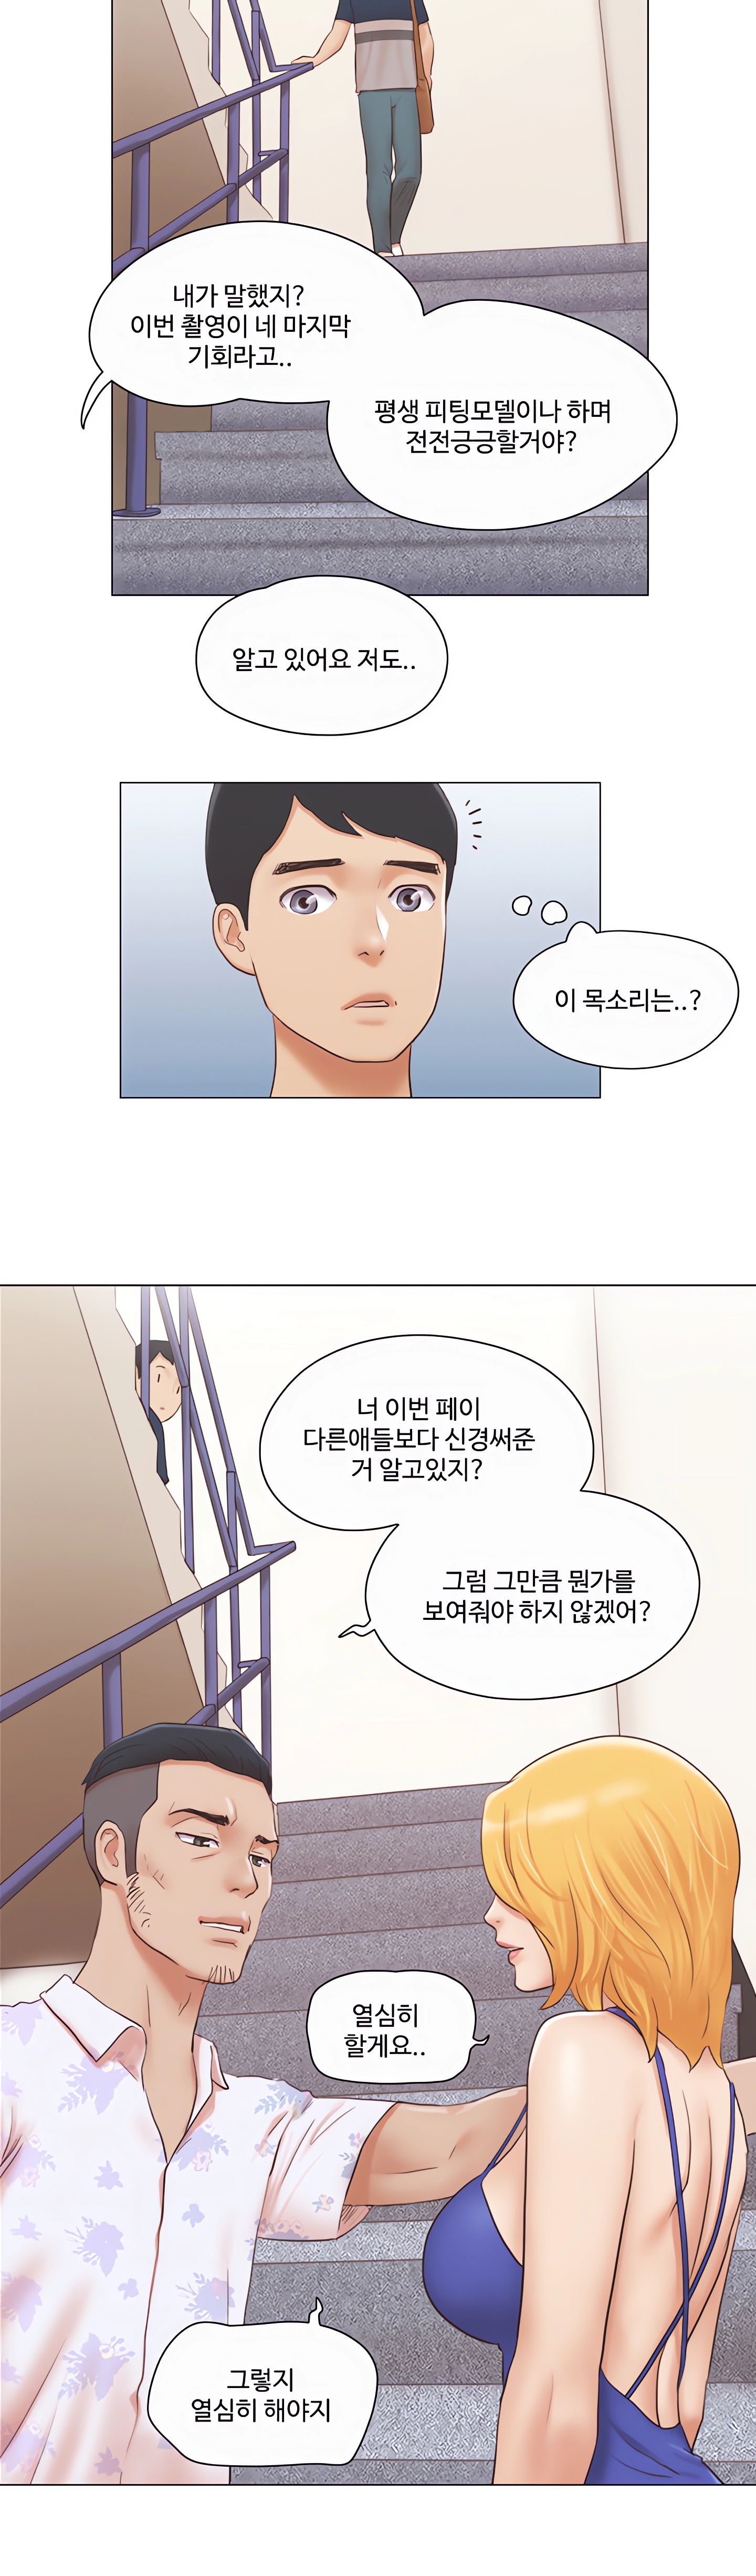 내가 말했지?
이번 촬영이 네 마지막
기회라고..
평생 피팅모델이나 하며
전전긍긍할거야?
알고 있어요 저도..
이 목소리는..?
너 이번 페이
다른애들보다 신경써준
거 알고있지?
그럼 그만큼 뭔가를
보여줘야 하지 않겠어?
열심히
할게요..
그렇지
열심히 해야지